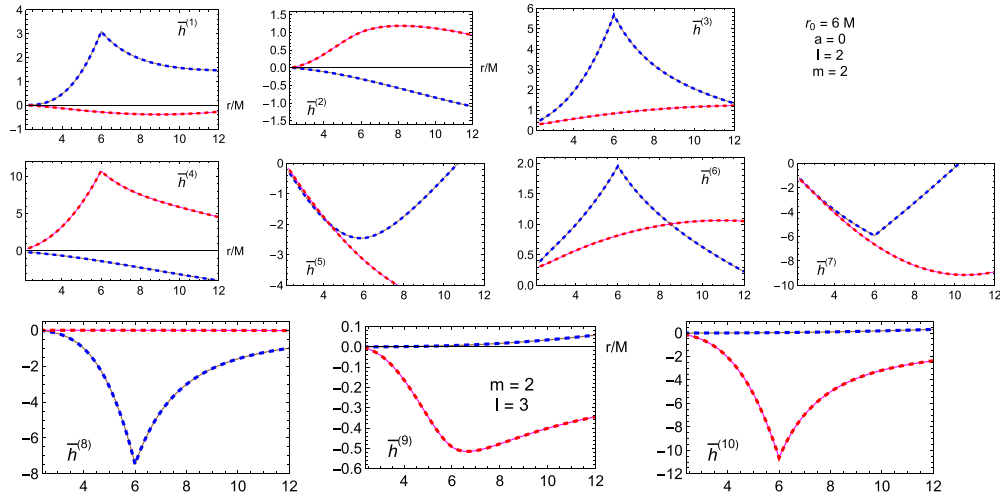 4
3
2
1
0
−1
h̅⁽¹⁾
r/M
4 6 8 10 12
1.5
1.0
0.5
0.0
−0.5
−1.0
−1.5
h̅⁽²⁾
4 6 8 10 12
6
5
4
3
2
1
0
h̅⁽³⁾
4 6 8 10 12
r₀ = 6 M
a = 0
l = 2
m = 2
10
5
0
h̅⁽⁴⁾
r/M
4 6 8 10 12
0
−1
−2
−3
−4
h̅⁽⁵⁾
4 6 8 10 12
2.0
1.5
1.0
0.5
0.0
h̅⁽⁶⁾
4 6 8 10 12
0
−2
−4
−6
−8
−10
h̅⁽⁷⁾
4 6 8 10 12
0
−2
−4
−6
−8
h̅⁽⁸⁾
4 6 8 10 12
0.1
0.0
−0.1
−0.2
−0.3
−0.4
−0.5
−0.6
r/M
m = 2
l = 3
h̅⁽⁹⁾
4 6 8 10 12
0
−2
−4
−6
−8
−10
−12
h̅⁽¹⁰⁾
4 6 8 10 12